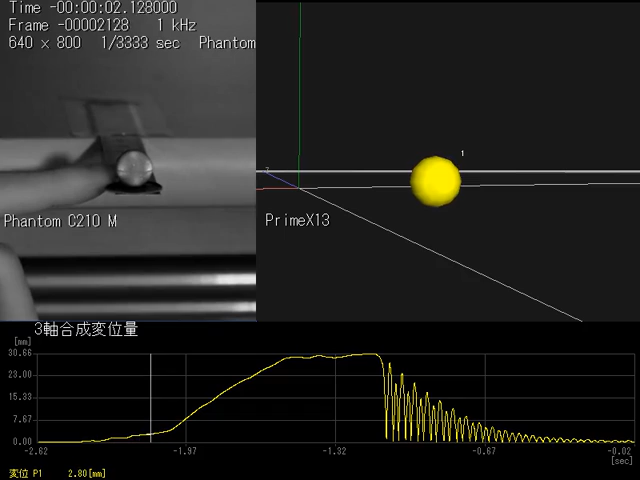 Time -00:00:02.128000
Frame -00002128 1 kHz
640 x 800 1/3333 sec Phantom
1
Phantom C210 M
PrimeX13
3軸合成変位量
[mm]
30.66
23.00
15.33
7.67
0.00
-2.62 -1.97 -1.32 -0.67 -0.02
[sec]
変位 P1 2.80[mm]